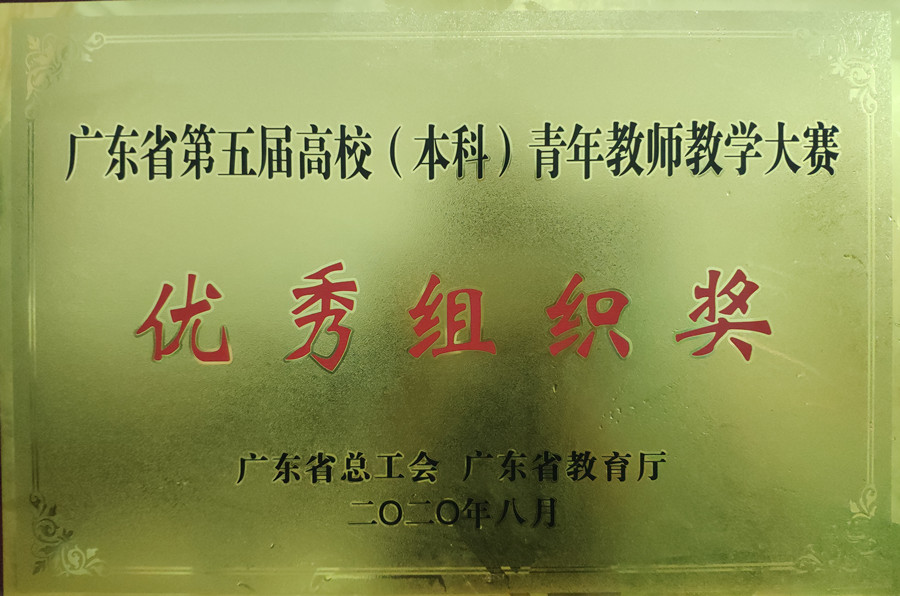 广东省第五届高校（本科）青年教师教学大赛
优秀组织奖
广东省总工会 广东省教育厅
二〇二〇年八月